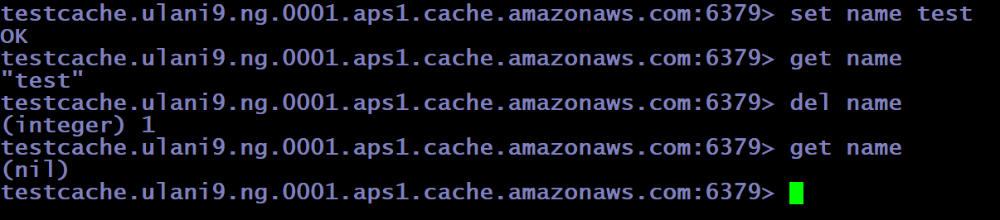 testcache.ulani9.ng.0001.aps1.cache.amazonaws.com:6379> set name test
OK
testcache.ulani9.ng.0001.aps1.cache.amazonaws.com:6379> get name
"test"
testcache.ulani9.ng.0001.aps1.cache.amazonaws.com:6379> del name
(integer) 1
testcache.ulani9.ng.0001.aps1.cache.amazonaws.com:6379> get name
(nil)
testcache.ulani9.ng.0001.aps1.cache.amazonaws.com:6379>